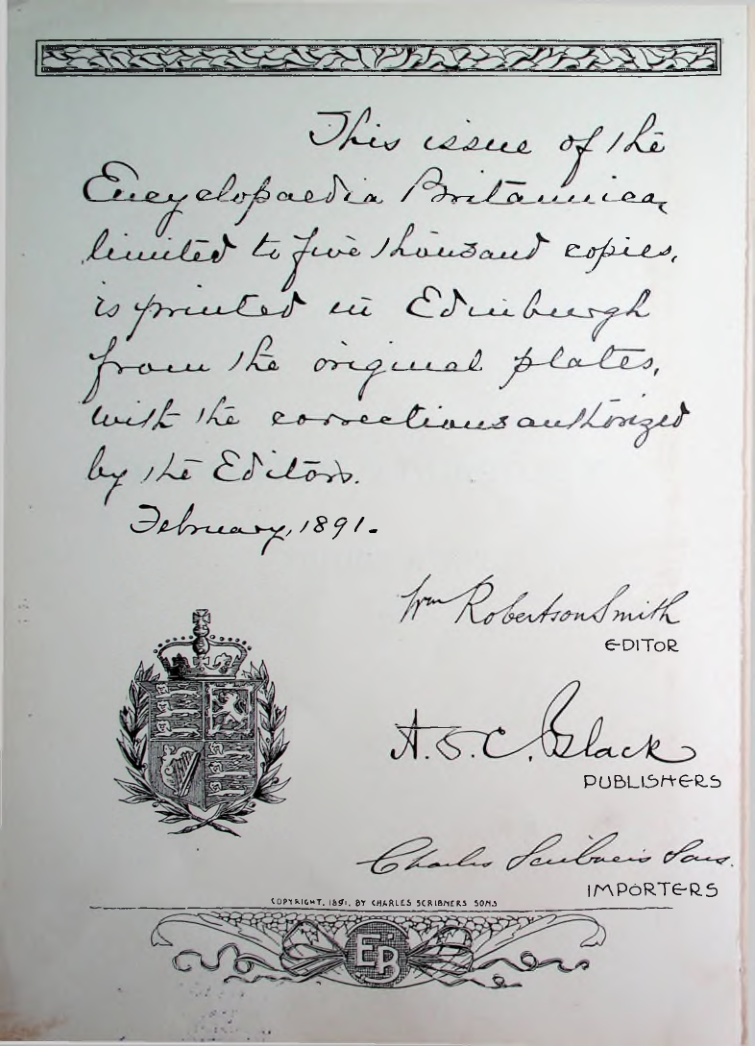 This issue of the
Encyclopaedia Britannica,
limited to five thousand copies,
is printed in Edinburgh
from the original plates,
with the corrections authorized
by the Editors.
February, 1891.
Wm Robertson Smith
EDITOR
A. & C. Black
PUBLISHERS
Charles Scribner's Sons.
IMPORTERS
COPYRIGHT, 1891, BY CHARLES SCRIBNERS SONS
EB